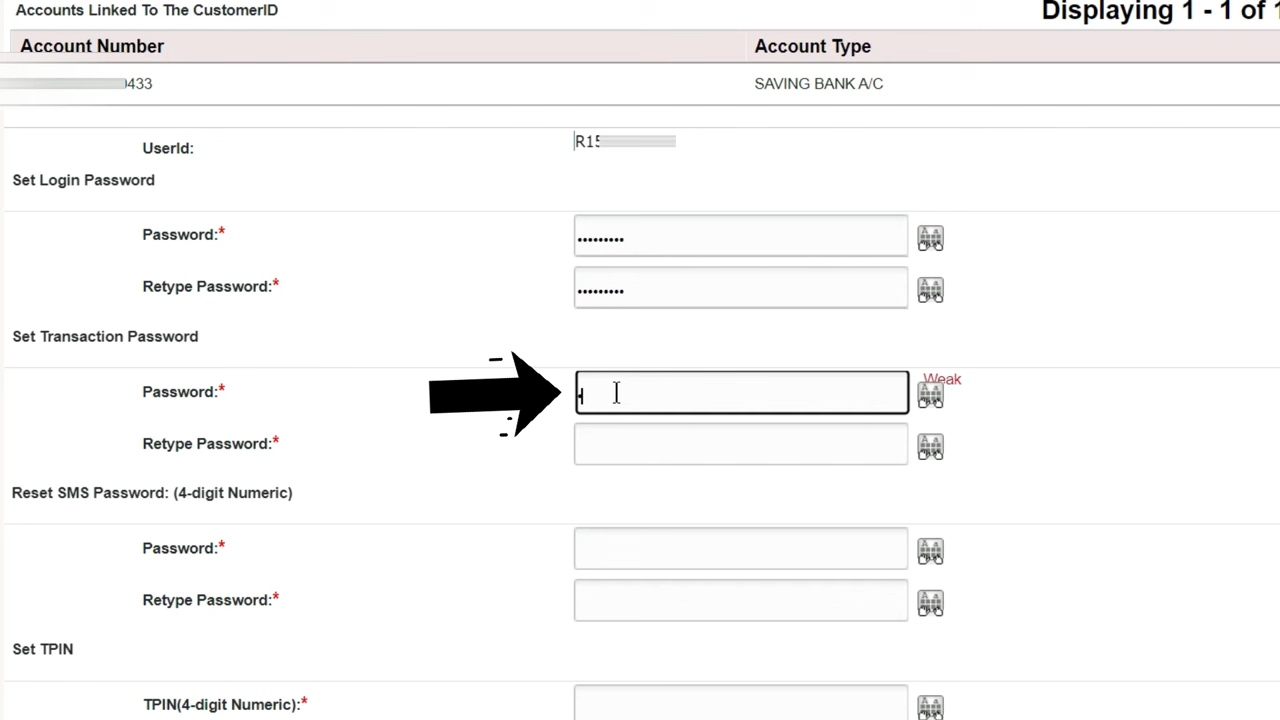 Accounts Linked To The CustomerID
Displaying 1 - 1 of 1
Account Number Account Type
433 SAVING BANK A/C
UserId: R15
Set Login Password
Password:* •••••••••
Retype Password:* •••••••••
Set Transaction Password
Weak
Password:* •
Retype Password:*
Reset SMS Password: (4-digit Numeric)
Password:*
Retype Password:*
Set TPIN
TPIN(4-digit Numeric):*